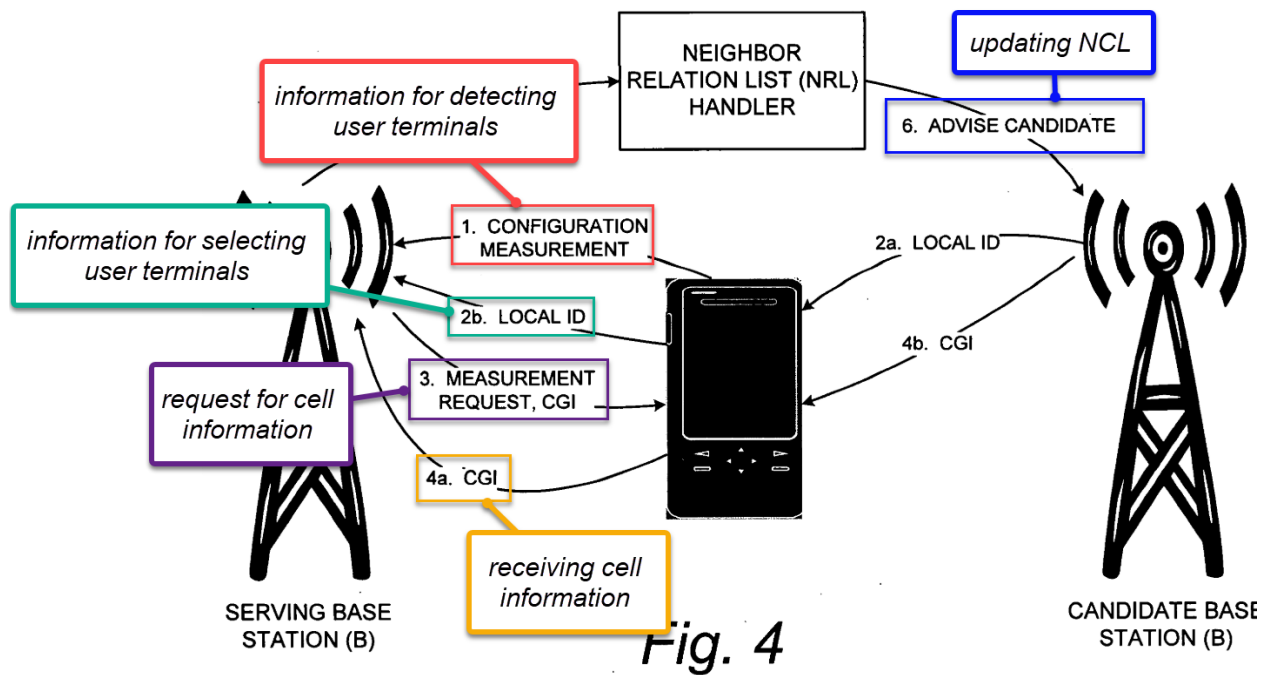 NEIGHBOR
RELATION LIST (NRL)
HANDLER
updating NCL
information for detecting
user terminals
6. ADVISE CANDIDATE
information for selecting
user terminals
1. CONFIGURATION
MEASUREMENT
2a. LOCAL ID
2b. LOCAL ID
4b. CGI
request for cell
information
3. MEASUREMENT
REQUEST, CGI
4a. CGI
receiving cell
information
SERVING BASE
STATION (B)
CANDIDATE BASE
STATION (B)
Fig. 4